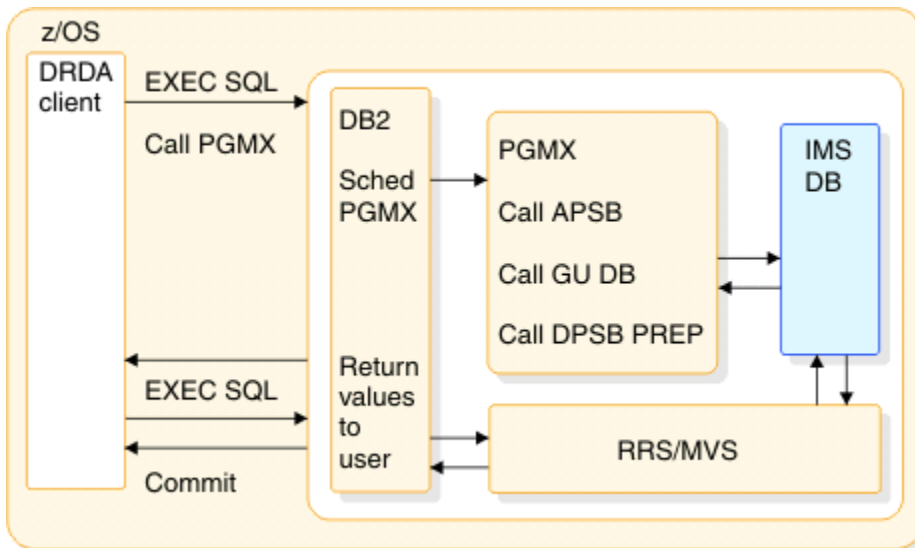 z/OS
DRDA
client
EXEC SQL
Call PGMX
DB2
Sched
PGMX
PGMX
Call APSB
Call GU DB
Call DPSB PREP
IMS
DB
EXEC SQL
Commit
Return
values
to
user
RRS/MVS